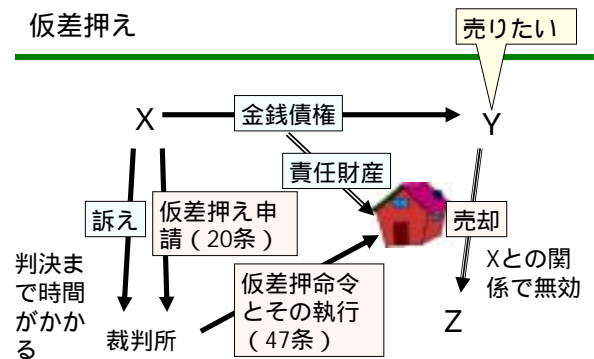 仮差押え
売りたい
X
金銭債権
Y
責任財産
訴え
仮差押え申
請（20条）
売却
判決ま
で時間
がかか
る
裁判所
仮差押命令
とその執行
（47条）
Xとの関
係で無効
Z